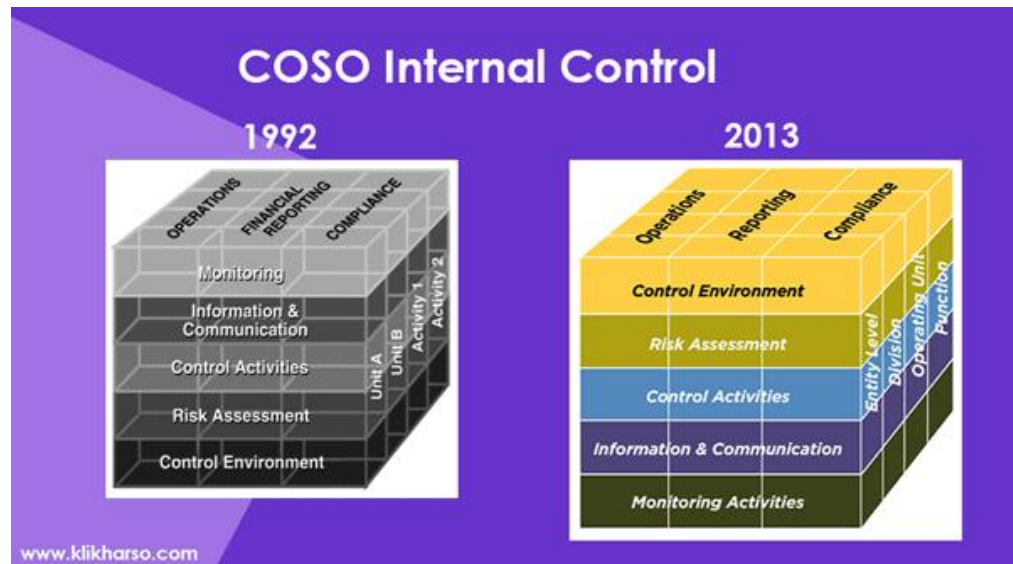 COSO Internal Control
1992
OPERATIONS
FINANCIAL
REPORTING
COMPLIANCE
Monitoring
Information &
Communication
Control Activities
Risk Assessment
Control Environment
Unit A
Unit B
Activity 1
Activity 2
2013
Operations
Reporting
Compliance
Control Environment
Risk Assessment
Control Activities
Information & Communication
Monitoring Activities
Entity Level
Division
Operating Unit
Function
www.klikharso.com